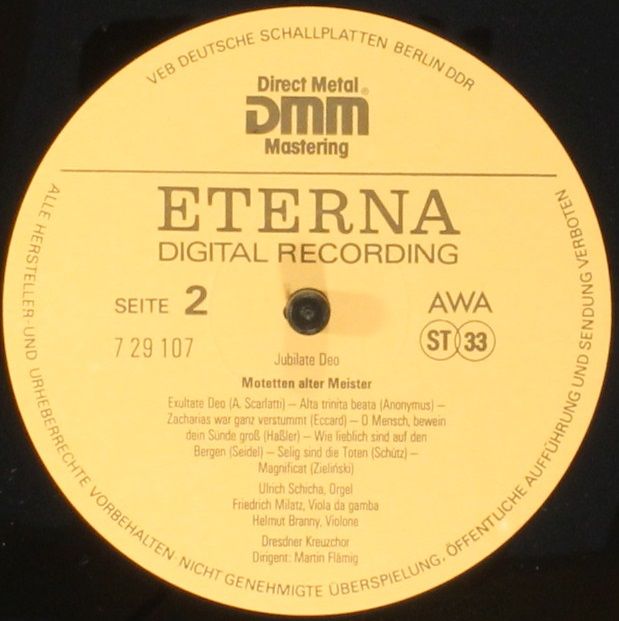 VEB DEUTSCHE SCHALLPLATTEN BERLIN DDR
Direct Metal
DMM®
Mastering
ETERNA
DIGITAL RECORDING
SEITE 2
AWA
7 29 107
ST 33
Jubilate Deo
Motetten alter Meister
Exultate Deo (A. Scarlatti) – Alta trinita beata (Anonymus) –
Zacharias war ganz verstummt (Eccard) – O Mensch, bewein
dein Sünde groß (Haßler) – Wie lieblich sind auf den
Bergen (Seidel) – Selig sind die Toten (Schütz) –
Magnificat (Zieliński)
Ulrich Schicha, Orgel
Friedrich Milatz, Viola da gamba
Helmut Branny, Violone
Dresdner Kreuzchor
Dirigent: Martin Flämig
ALLE HERSTELLER- UND URHEBERRECHTE VORBEHALTEN. NICHT GENEHMIGTE ÜBERSPIELUNG, ÖFFENTLICHE AUFFÜHRUNG UND SENDUNG VERBOTEN